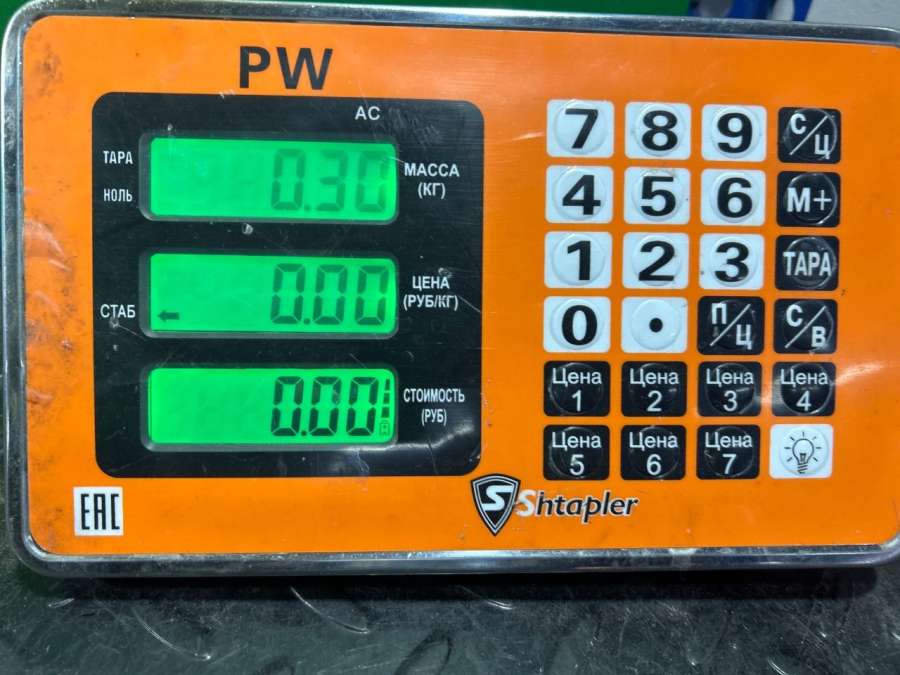 PW
AC
ТАРА
НОЛЬ
0.30
МАССА
(КГ)
СТАБ
0.00
ЦЕНА
(РУБ/КГ)
0.00
СТОИМОСТЬ
(РУБ)
7 8 9 С/Ц
4 5 6 М+
1 2 3 ТАРА
0 . П/Ц С/В
Цена 1 Цена 2 Цена 3 Цена 4
Цена 5 Цена 6 Цена 7
EAC
S Shtapler